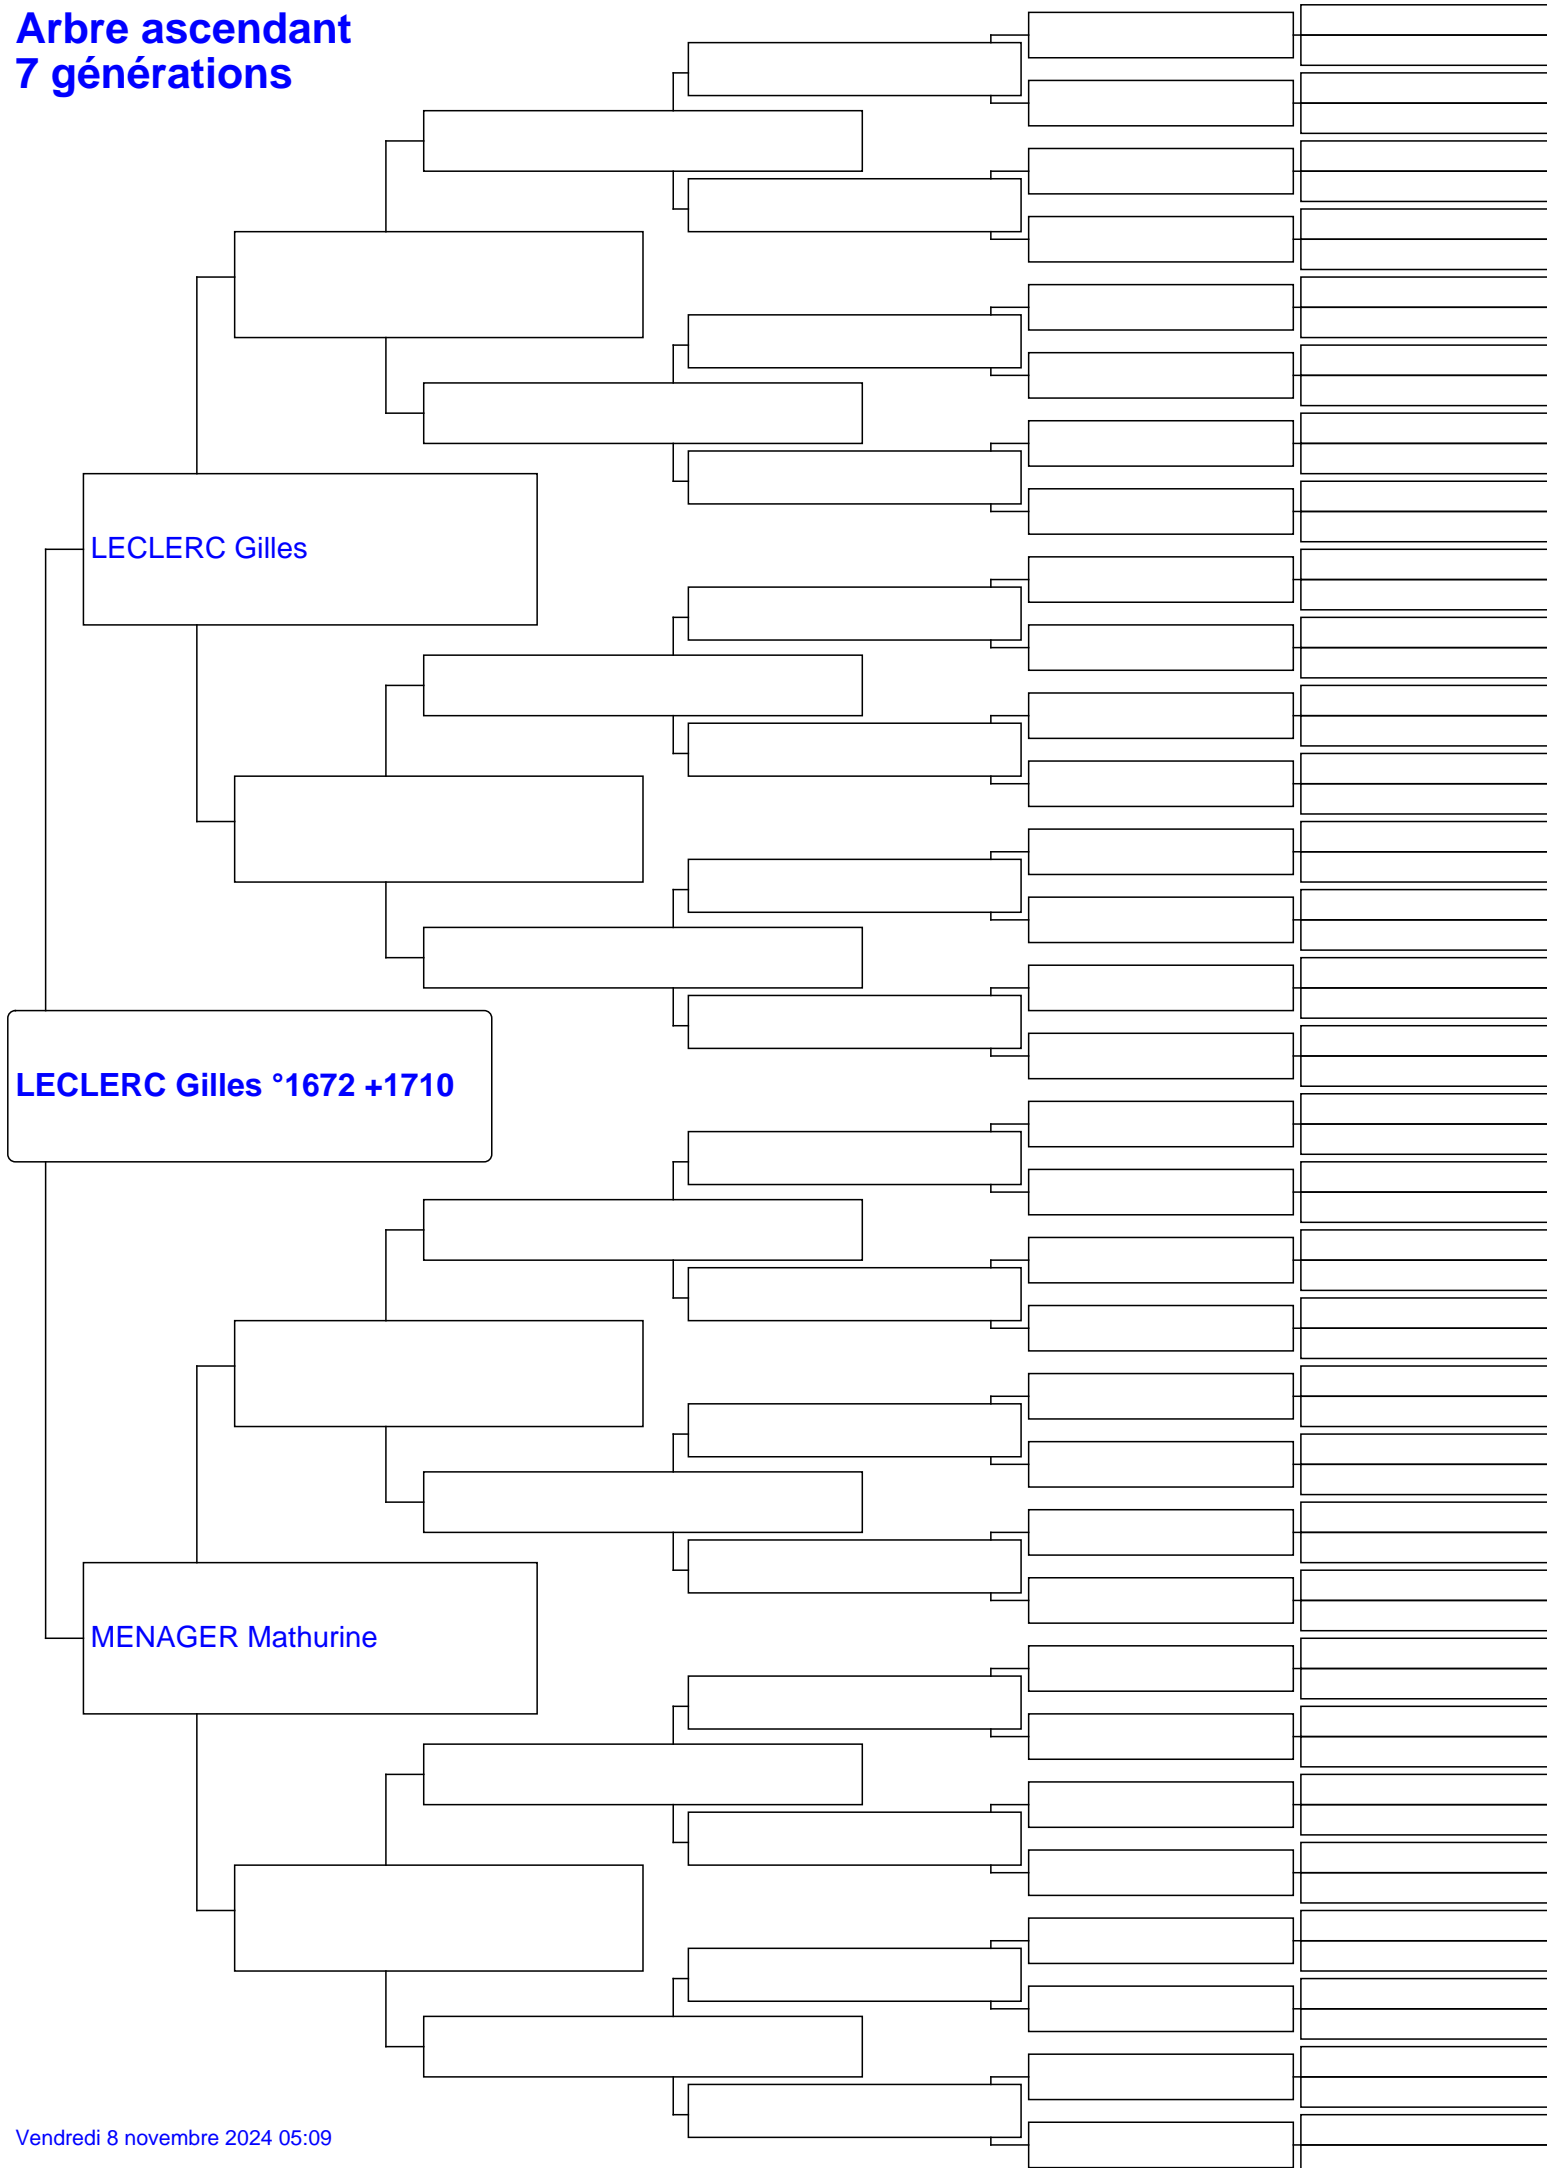 Arbre ascendant
7 générations
LECLERC Gilles
LECLERC Gilles °1672 +1710
MENAGER Mathurine
Vendredi 8 novembre 2024 05:09